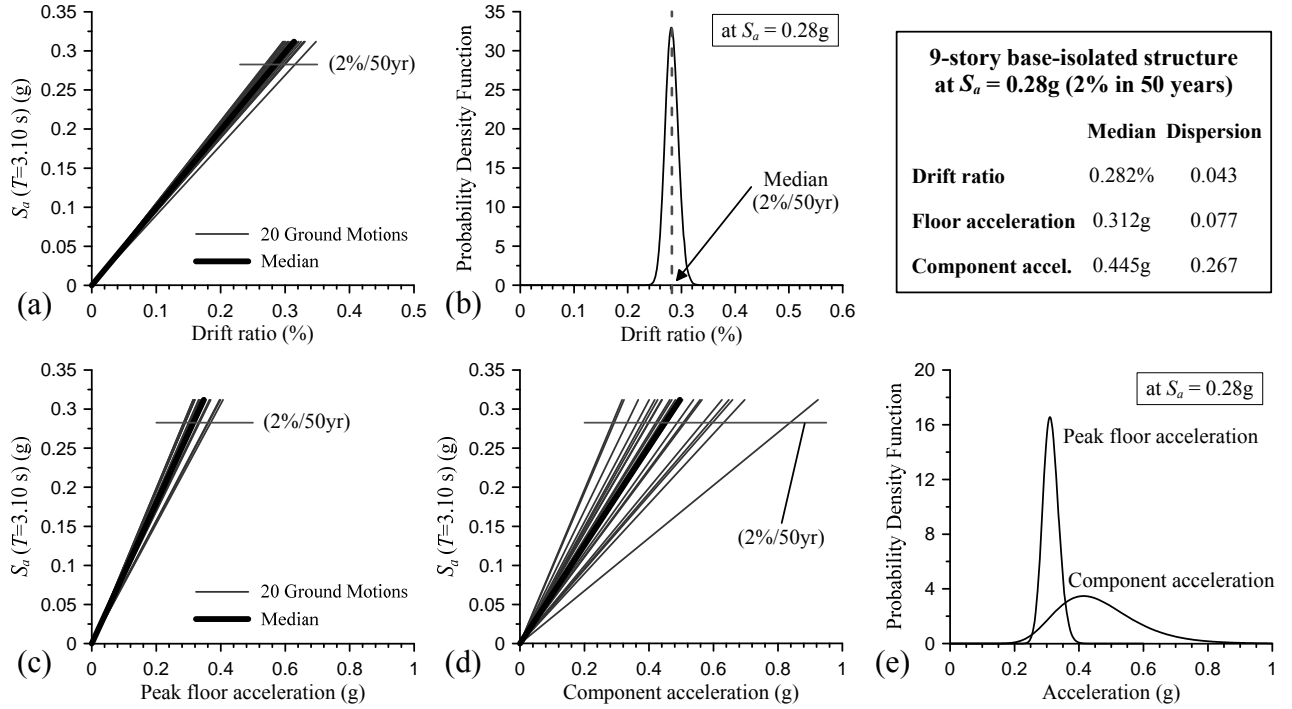 0.35
0.3
0.25
0.2
0.15
0.1
0.05
0
Sa (T=3.10 s) (g)
(2%/50yr)
20 Ground Motions
Median
0 0.1 0.2 0.3 0.4 0.5
Drift ratio (%)
(a)
35
30
25
20
15
10
5
0
Probability Density Function
at Sa = 0.28g
Median
(2%/50yr)
0 0.1 0.2 0.3 0.4 0.5 0.6
Drift ratio (%)
(b)
9-story base-isolated structure
at Sa = 0.28g (2% in 50 years)
Median Dispersion
Drift ratio 0.282% 0.043
Floor acceleration 0.312g 0.077
Component accel. 0.445g 0.267
0.35
0.3
0.25
0.2
0.15
0.1
0.05
0
Sa (T=3.10 s) (g)
(2%/50yr)
20 Ground Motions
Median
0 0.2 0.4 0.6 0.8 1
Peak floor acceleration (g)
(c)
0.35
0.3
0.25
0.2
0.15
0.1
0.05
0
Sa (T=3.10 s) (g)
(2%/50yr)
0 0.2 0.4 0.6 0.8 1
Component acceleration (g)
(d)
20
16
12
8
4
0
Probability Density Function
at Sa = 0.28g
Peak floor acceleration
Component acceleration
0 0.2 0.4 0.6 0.8 1
Acceleration (g)
(e)